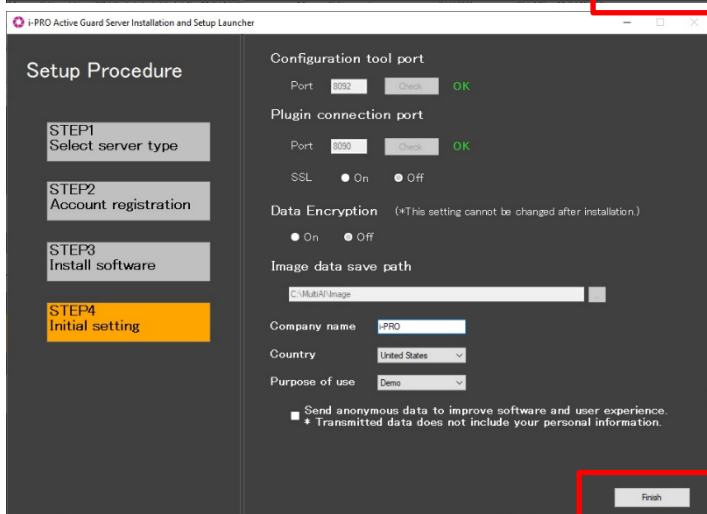 i-PRO Active Guard Server Installation and Setup Launcher
Setup Procedure
STEP1
Select server type
STEP2
Account registration
STEP3
Install software
STEP4
Initial setting
Configuration tool port
Port 8092 Check OK
Plugin connection port
Port 8090 Check OK
SSL On Off
Data Encryption (*This setting cannot be changed after installation.)
On Off
Image data save path
C:\MultiAI\Image ...
Company name i-PRO
Country United States
Purpose of use Demo
Send anonymous data to improve software and user experience.
* Transmitted data does not include your personal information.
Finish